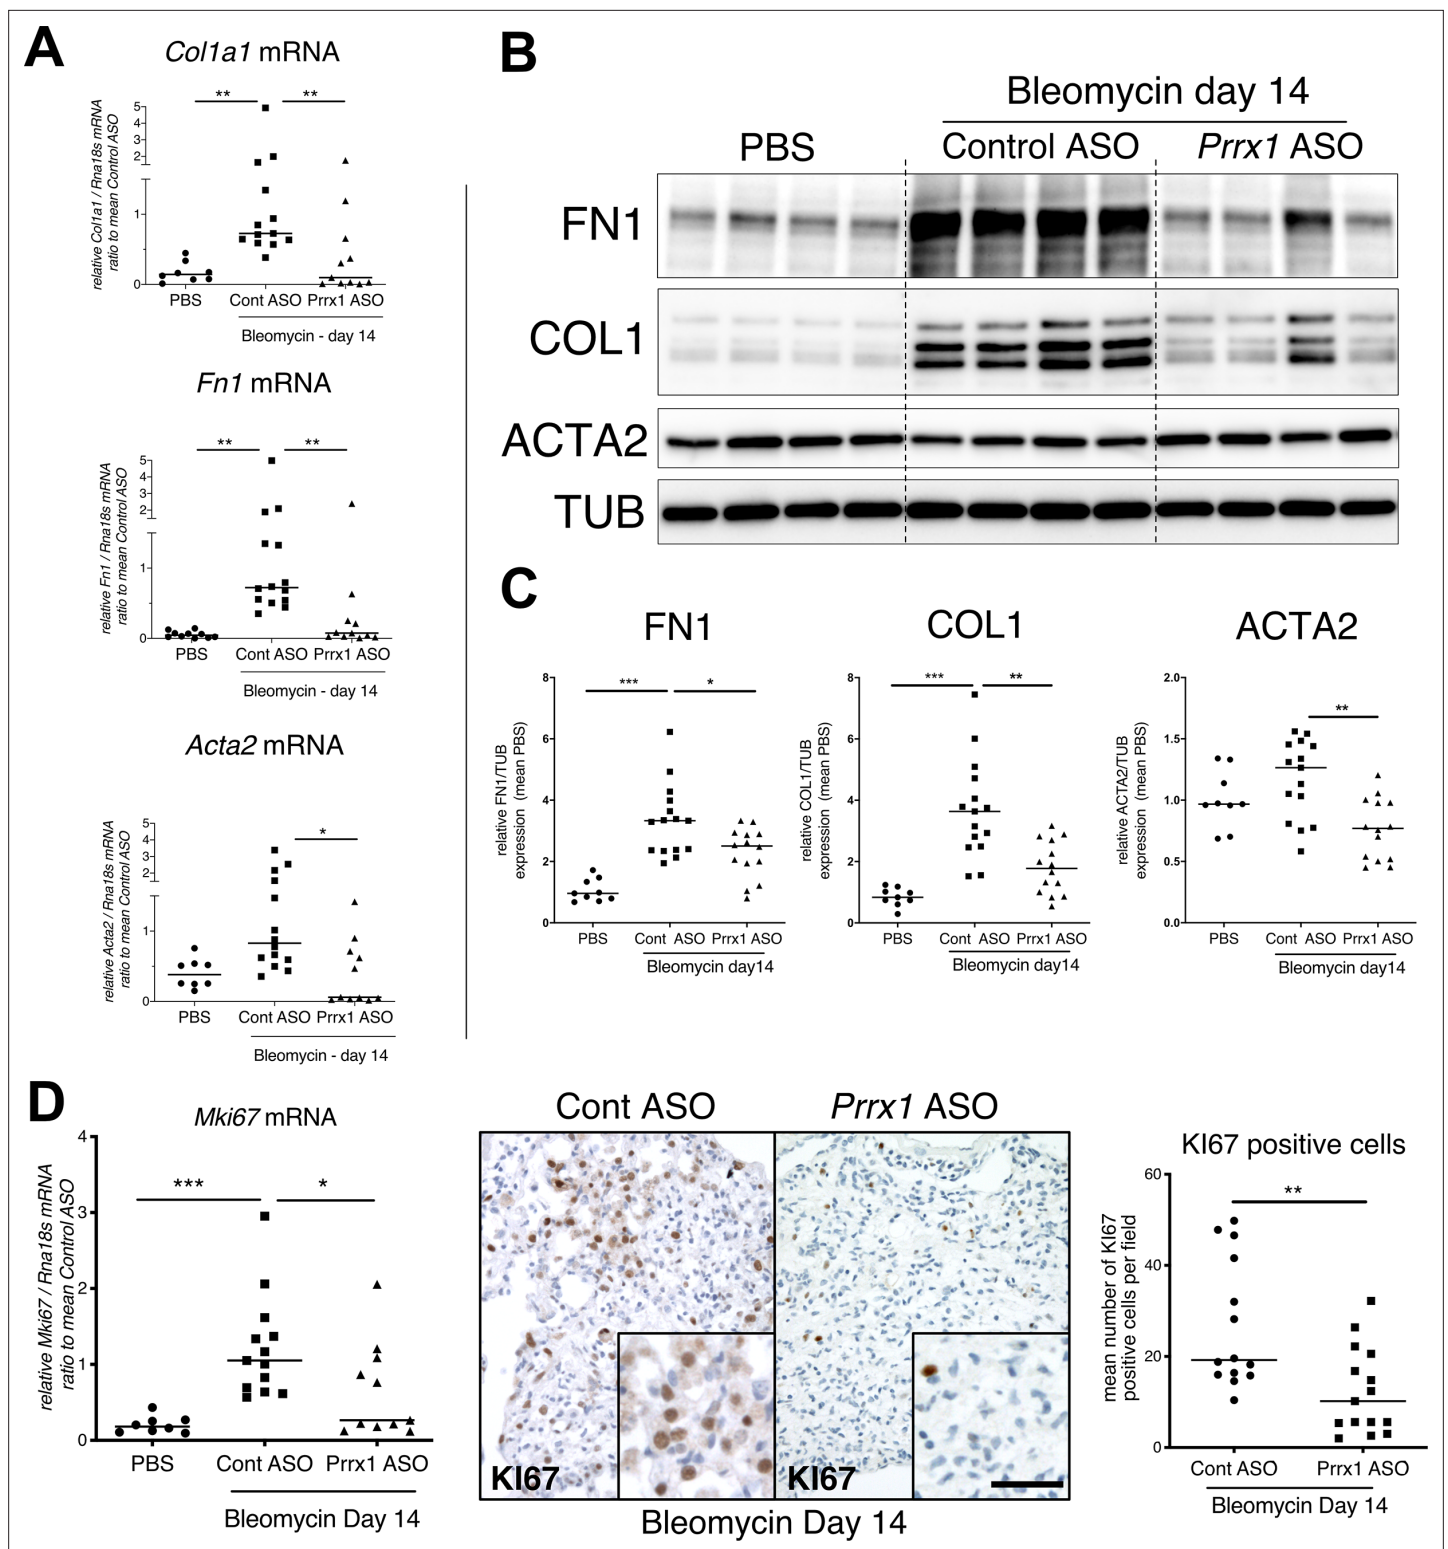 A
Col1a1 mRNA
relative Col1a1 / Rna18s mRNA
ratio to mean Control ASO
** **
5
4
3
2
1
0
PBS Cont ASO Prrx1 ASO
Bleomycin - day 14
Fn1 mRNA
relative Fn1 / Rna18s mRNA
ratio to mean Control ASO
** **
5
4
3
2
1
0
PBS Cont ASO Prrx1 ASO
Bleomycin - day 14
Acta2 mRNA
relative Acta2 / Rna18s mRNA
ratio to mean Control ASO
*
5
4
3
2
1
0
PBS Cont ASO Prrx1 ASO
Bleomycin - day 14
B
Bleomycin day 14
PBS Control ASO Prrx1 ASO
FN1
COL1
ACTA2
TUB
C
FN1
relative FN1/TUB
expression (mean PBS)
*** *
8
6
4
2
0
PBS Cont ASO Prrx1 ASO
Bleomycin day14
COL1
relative COL1/TUB
expression (mean PBS)
*** **
8
6
4
2
0
PBS Cont ASO Prrx1 ASO
Bleomycin day14
ACTA2
relative ACTA2/TUB
expression (mean PBS)
**
2.0
1.5
1.0
0.5
0.0
PBS Cont ASO Prrx1 ASO
Bleomycin day14
D
Mki67 mRNA
relative Mki67 / Rna18s mRNA
ratio to mean Control ASO
*** *
4
3
2
1
0
PBS Cont ASO Prrx1 ASO
Bleomycin Day 14
Cont ASO Prrx1 ASO
KI67 KI67
Bleomycin Day 14
KI67 positive cells
mean number of KI67
positive cells per field
**
60
40
20
0
Cont ASO Prrx1 ASO
Bleomycin Day 14